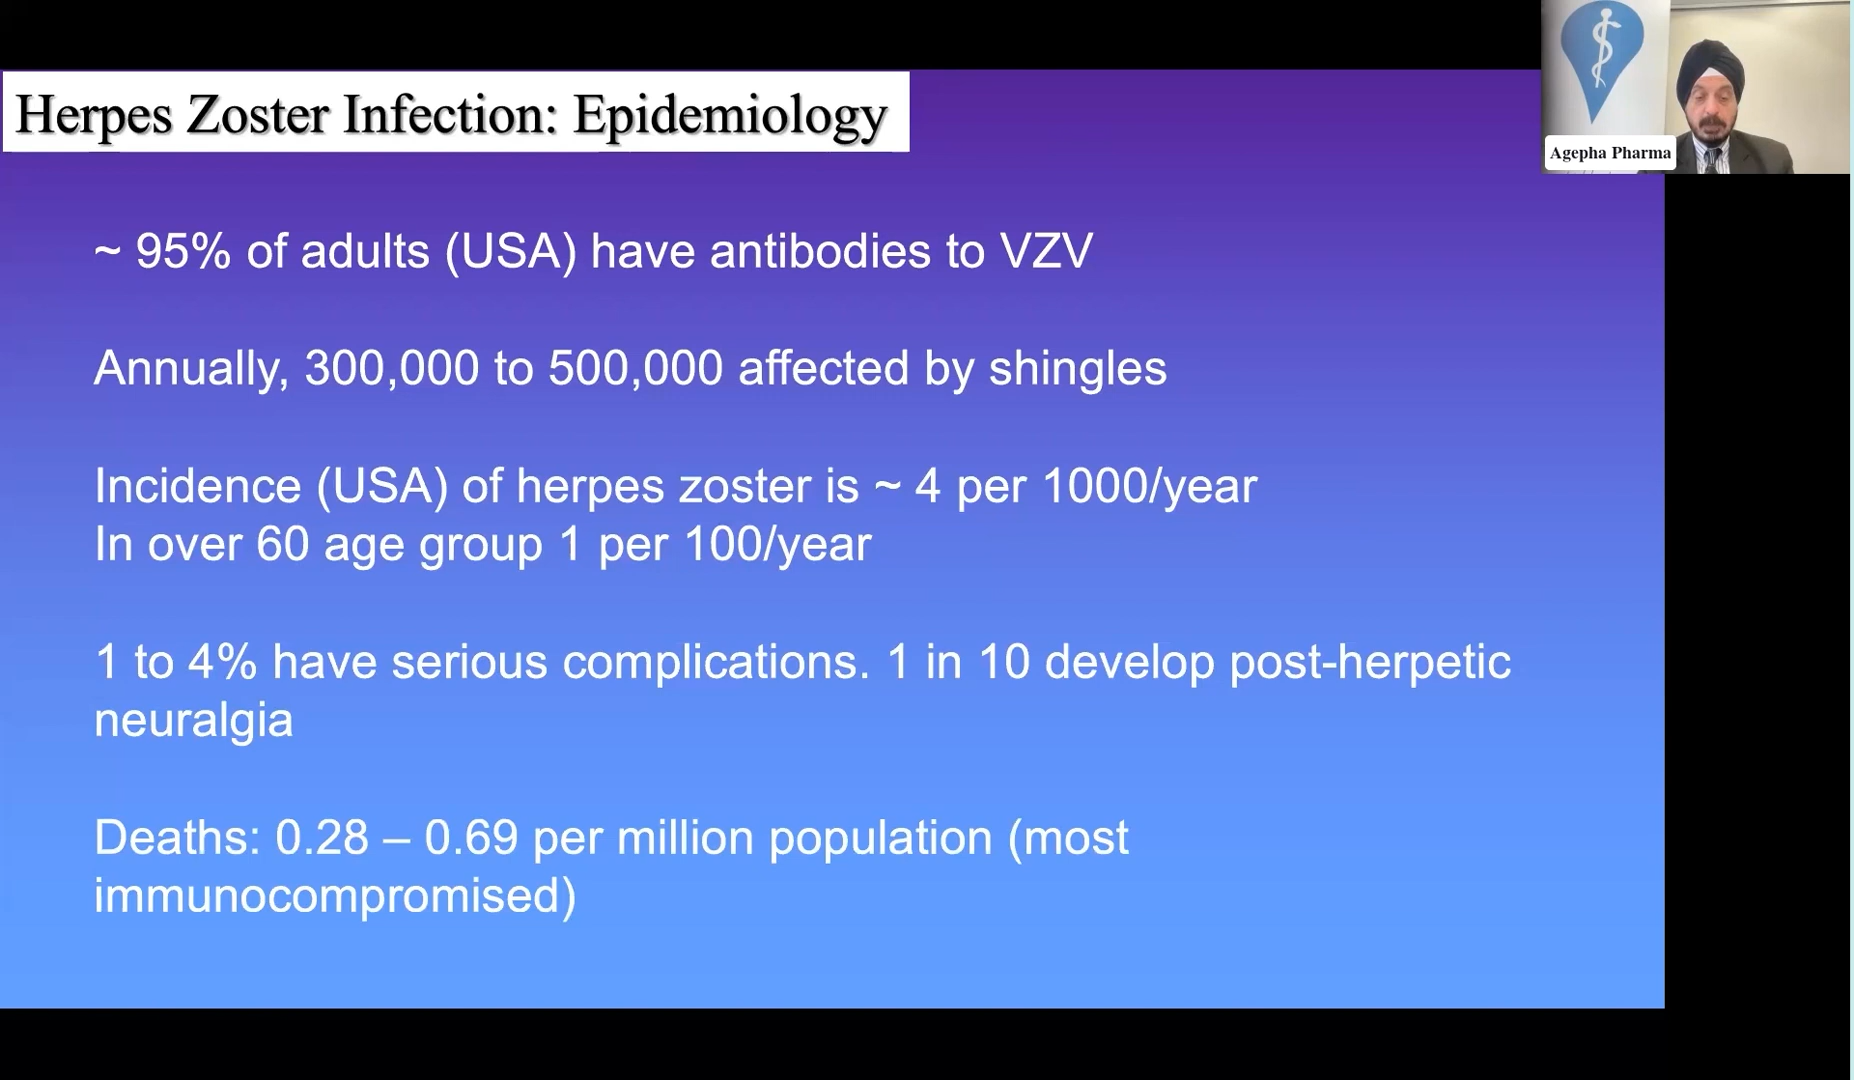 Herpes Zoster Infection: Epidemiology
Agepha Pharma
~ 95% of adults (USA) have antibodies to VZV
Annually, 300,000 to 500,000 affected by shingles
Incidence (USA) of herpes zoster is ~ 4 per 1000/year
In over 60 age group 1 per 100/year
1 to 4% have serious complications. 1 in 10 develop post-herpetic
neuralgia
Deaths: 0.28 – 0.69 per million population (most
immunocompromised)